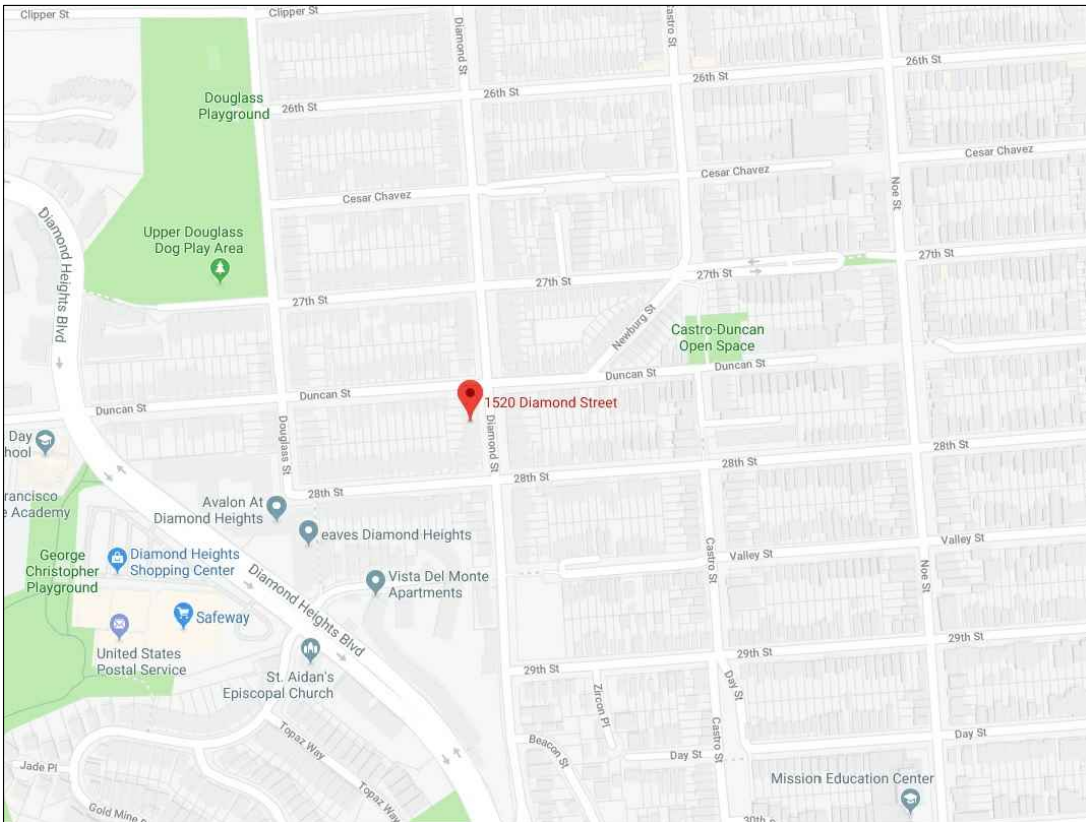 Clipper St
Diamond St
Castro St
26th St
26th St
26th St
Douglass
Playground
Cesar Chavez
Cesar Chavez
Cesar Chavez
Noe St
Diamond Heights Blvd
Upper Douglass
Dog Play Area
27th St
27th St
27th St
27th St
Newburg St
Castro-Duncan
Open Space
Duncan St
Duncan St
Duncan St
Duncan St
1520 Diamond Street
Douglass St
Diamond St
Day
hool
28th St
28th St
28th St
rancisco
e Academy
Avalon At
Diamond Heights
eaves Diamond Heights
Valley St
Valley St
George
Christopher
Playground
Diamond Heights
Shopping Center
Diamond Heights Blvd
Vista Del Monte
Apartments
Castro St
Noe St
Safeway
United States
Postal Service
St. Aidan's
Episcopal Church
29th St
29th St
29th St
Day St
Zircon Pl
Topaz Way
Castro St
Beacon St
Day St
Day St
Jade Pl
Topaz Way
Mission Education Center
Gold Mine
30th St